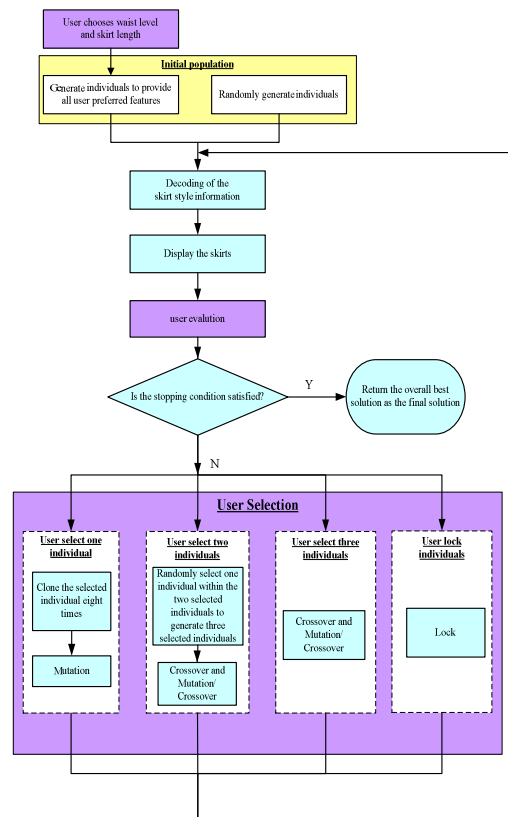 User chooses waist level
and skirt length
Initial population
Generate individuals to provide
all user preferred features
Randomly generate individuals
Decoding of the
skirt style information
Display the skirts
user evalution
Is the stopping condition satisfied?
Y
Return the overall best
solution as the final solution
N
User Selection
User select one
individual
Clone the selected
individual eight
times
Mutation
User select two
individuals
Randomly select one
individual within the
two selected
individuals to
generate three
selected individuals
Crossover and
Mutation/
Crossover
User select three
individuals
Crossover and
Mutation/
Crossover
User lock
individuals
Lock